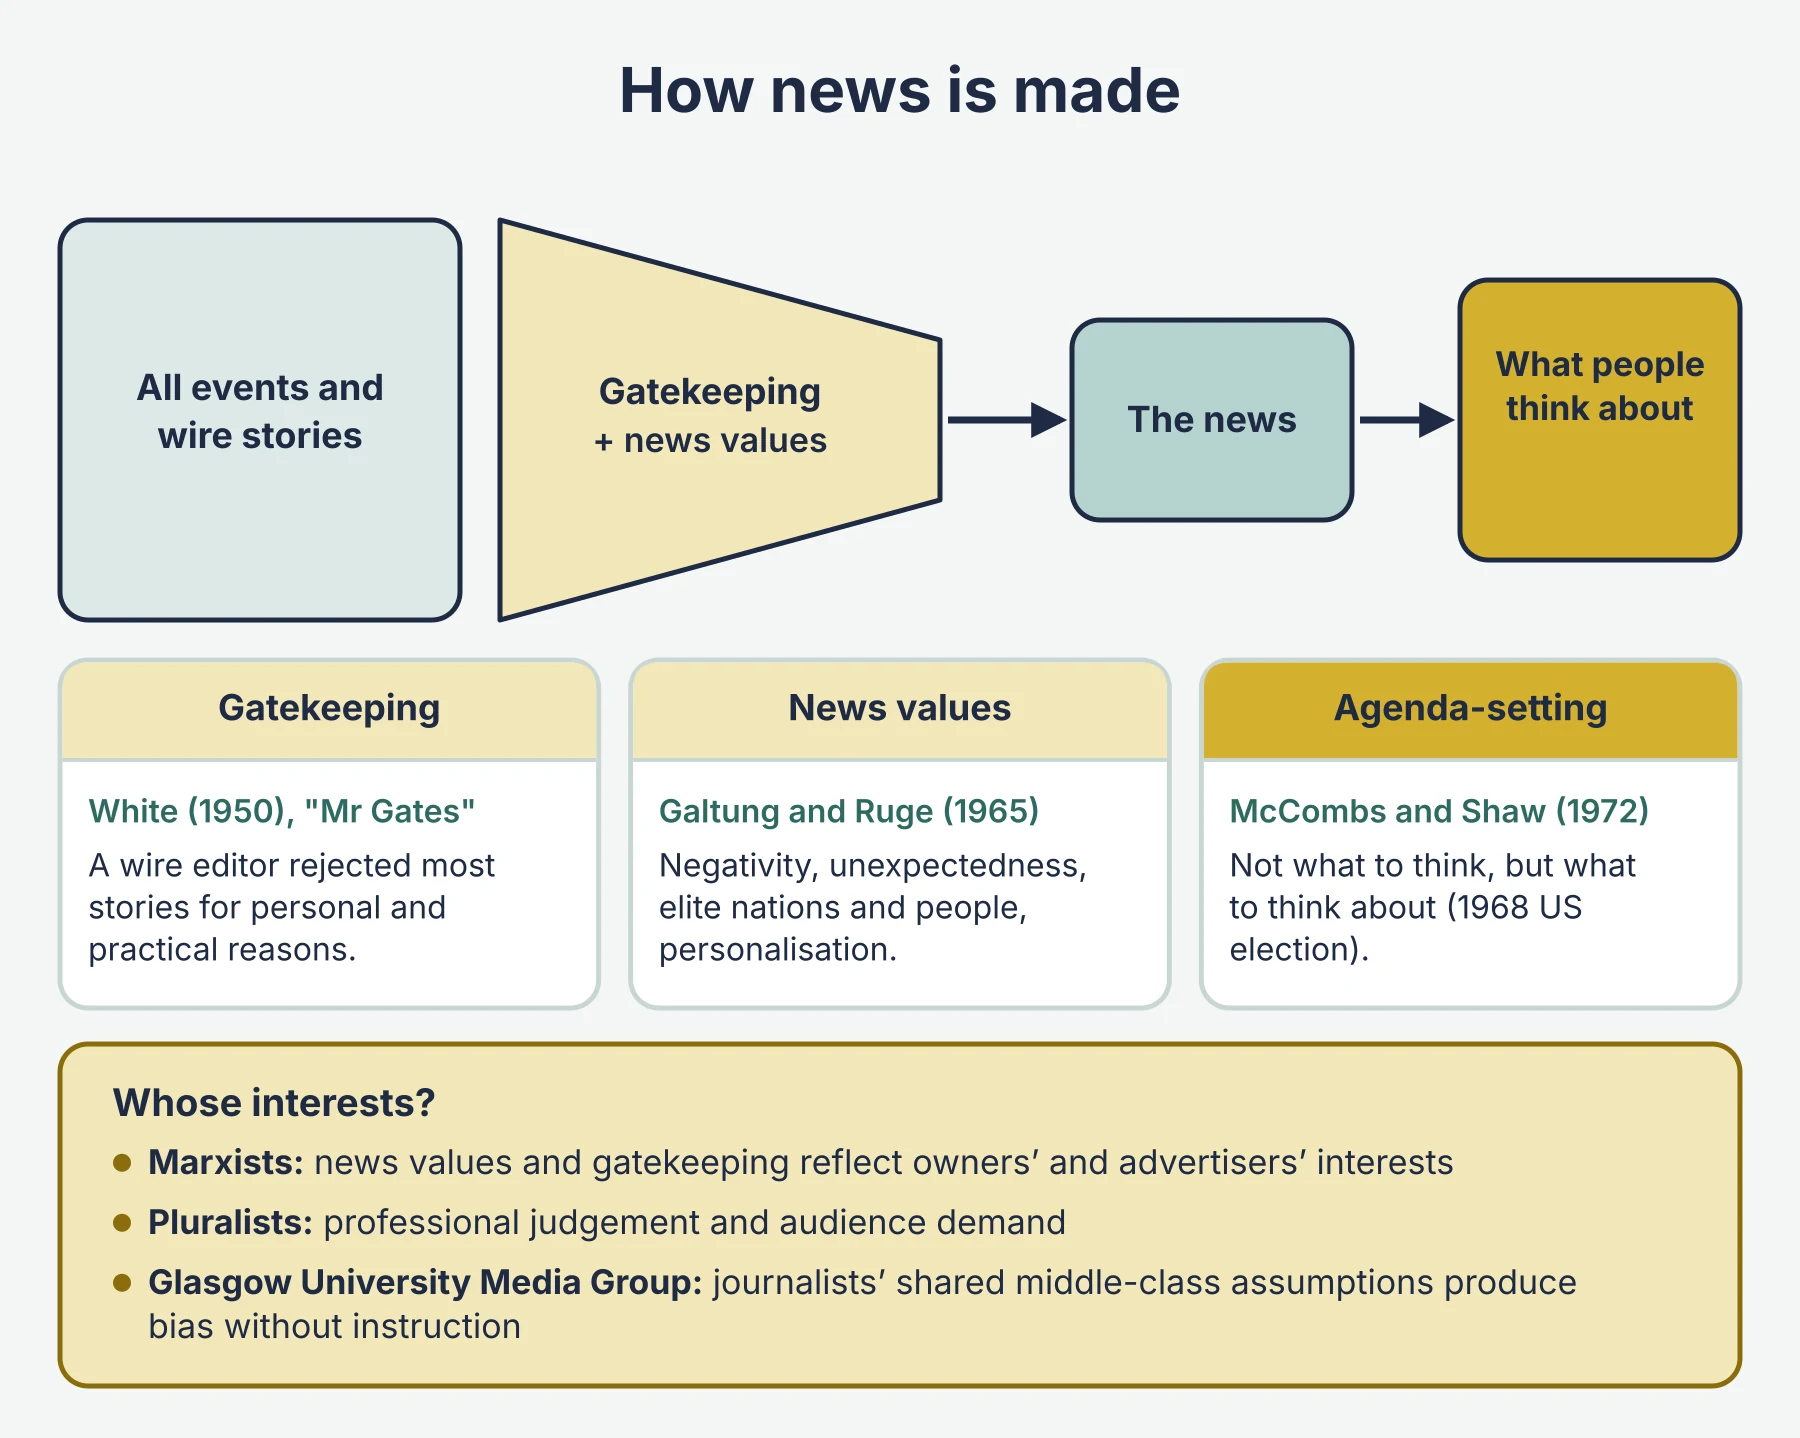 How news is made
All events and
wire stories
Gatekeeping
+ news values
The news
What people
think about
Gatekeeping
White (1950), "Mr Gates"
A wire editor rejected most
stories for personal and
practical reasons.
News values
Galtung and Ruge (1965)
Negativity, unexpectedness,
elite nations and people,
personalisation.
Agenda-setting
McCombs and Shaw (1972)
Not what to think, but what
to think about (1968 US
election).
Whose interests?
Marxists: news values and gatekeeping reflect owners’ and advertisers’ interests
Pluralists: professional judgement and audience demand
Glasgow University Media Group: journalists’ shared middle-class assumptions produce
bias without instruction